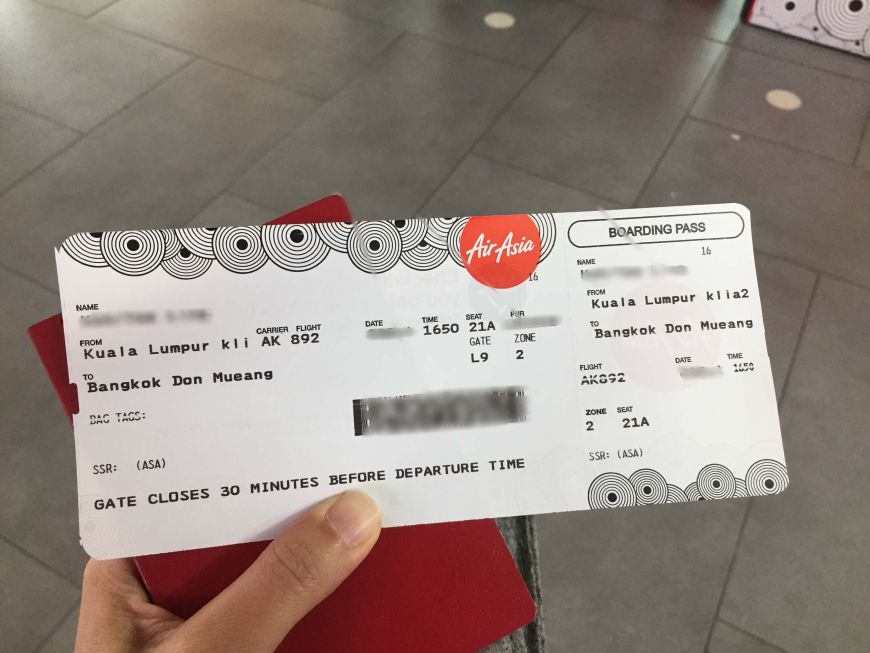 AirAsia
16
NAME
FROM
Kuala Lumpur kli
CARRIER FLIGHT
AK 892
DATE
TIME
1650
SEAT
21A
PNR
GATE
L9
ZONE
2
TO
Bangkok Don Mueang
BAG TAGS:
SSR: (ASA)
GATE CLOSES 30 MINUTES BEFORE DEPARTURE TIME
BOARDING PASS
16
NAME
FROM
Kuala Lumpur klia2
TO
Bangkok Don Mueang
FLIGHT
AK892
DATE
TIME
1650
ZONE
2
SEAT
21A
SSR: (ASA)